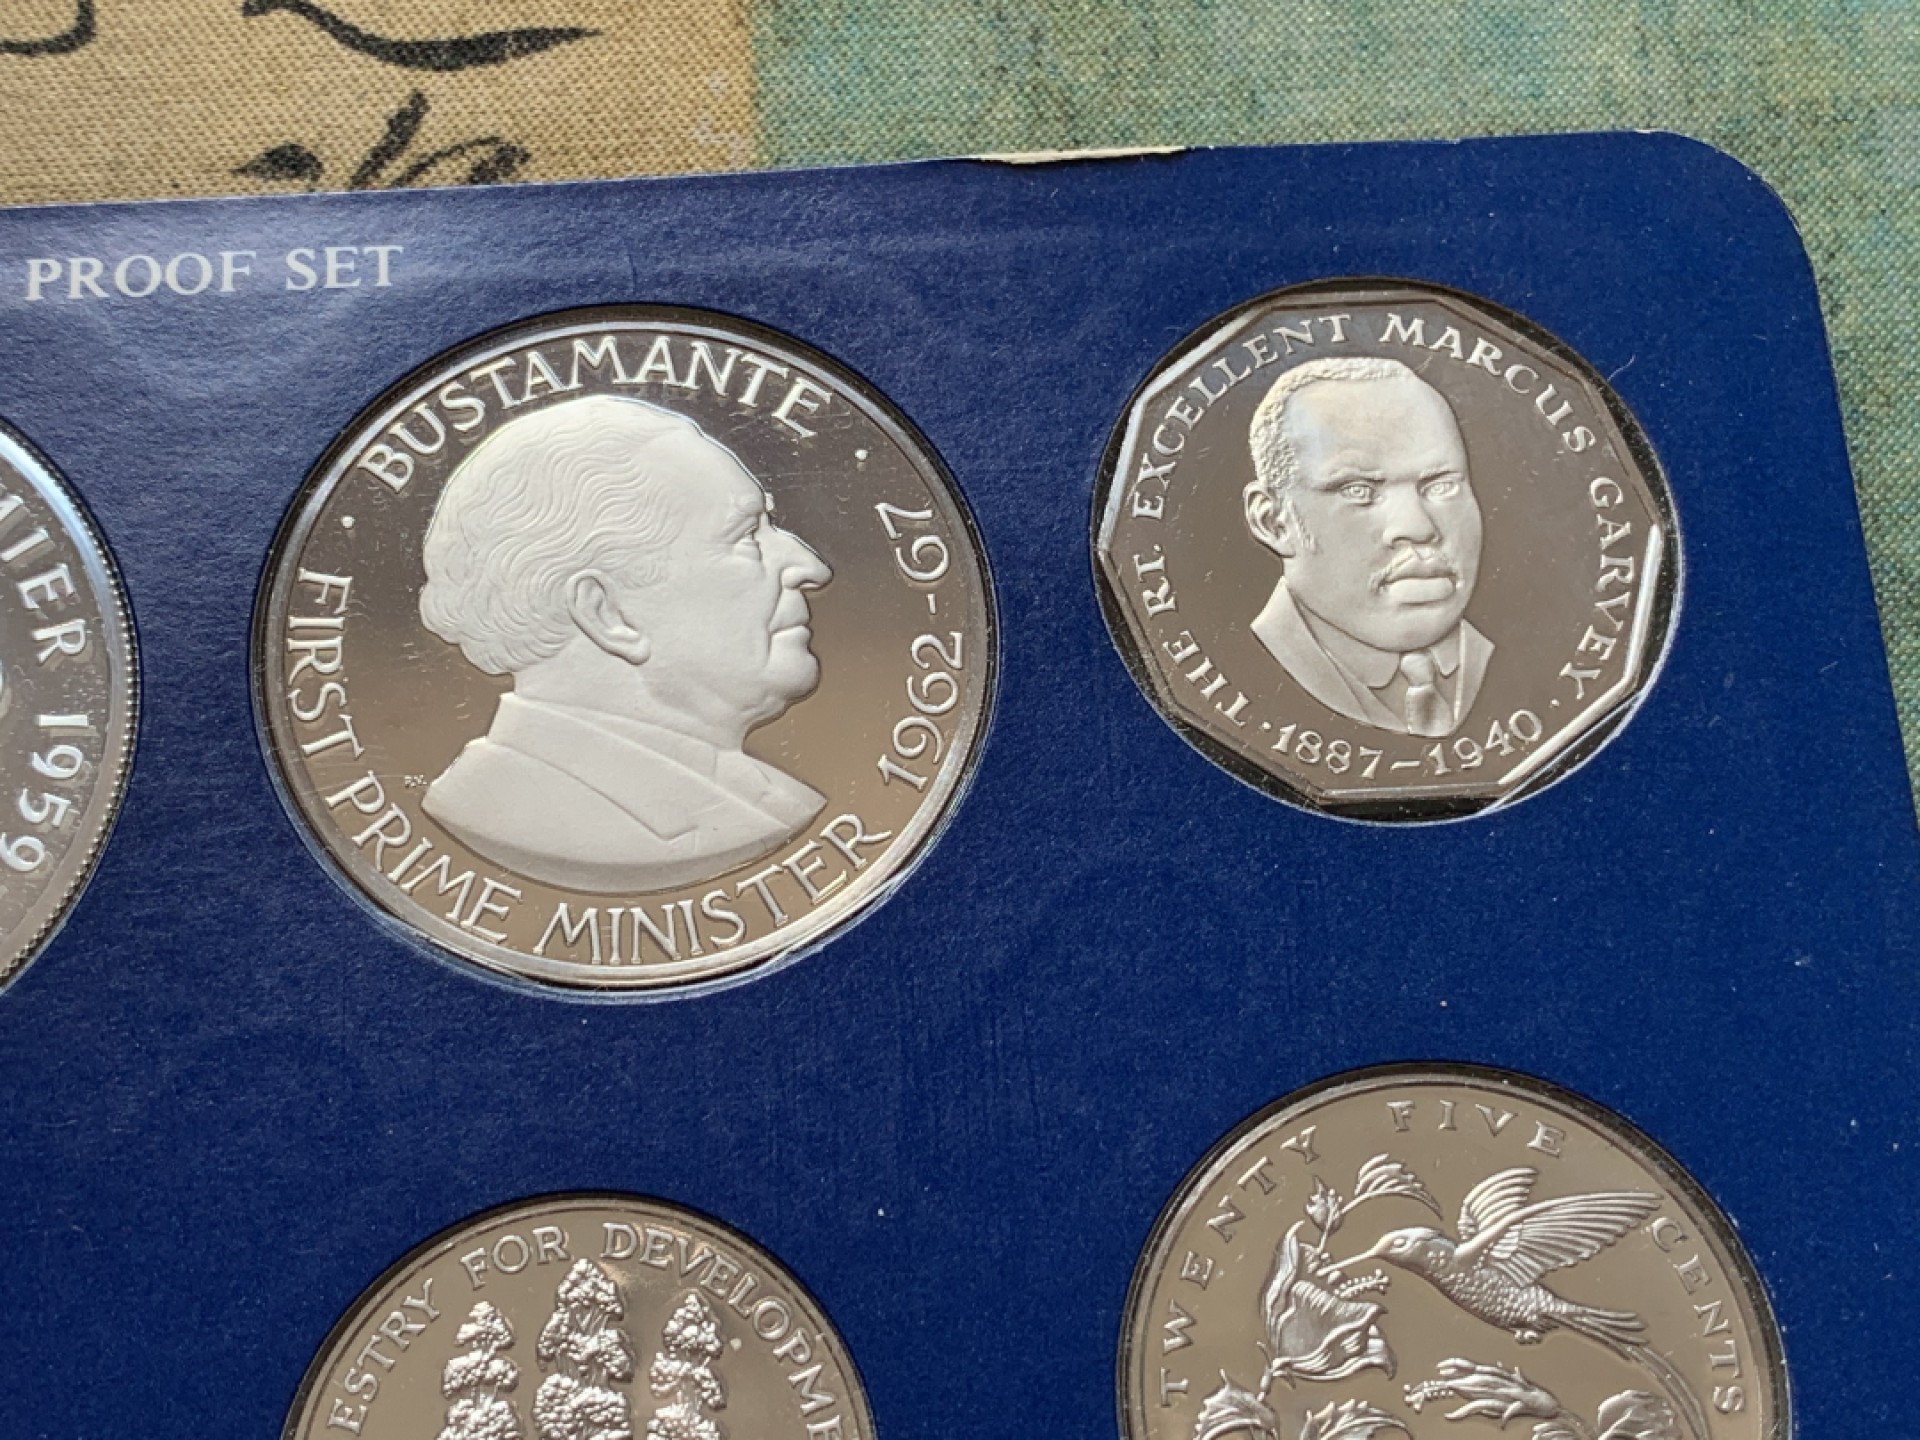 PROOF SET
MIER 1959
· BUSTAMANTE ·
FIRST PRIME MINISTER 1962-67
P.V.
THE RT. EXCELLENT MARCUS GARVEY
· 1887-1940 ·
ESTRY FOR DEVELOPME
TWENTY FIVE CENTS